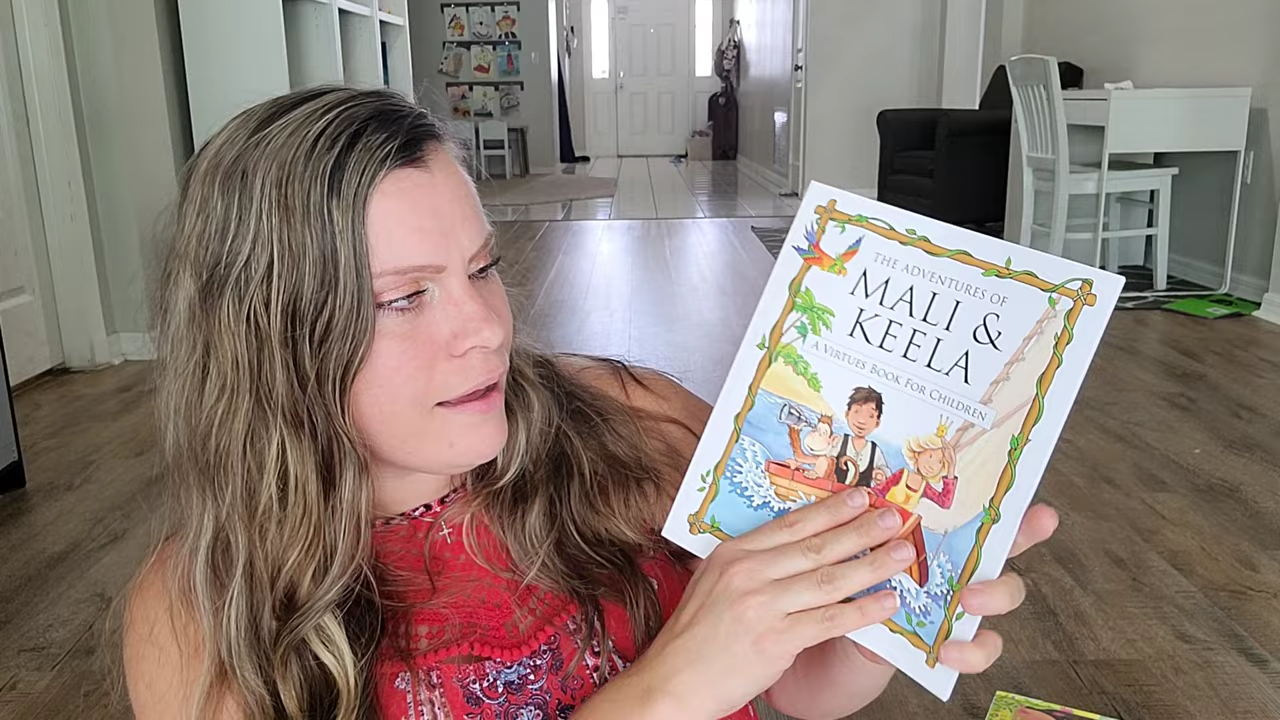 THE ADVENTURES OF
MALI &
KEELA
A VIRTUES BOOK FOR CHILDREN